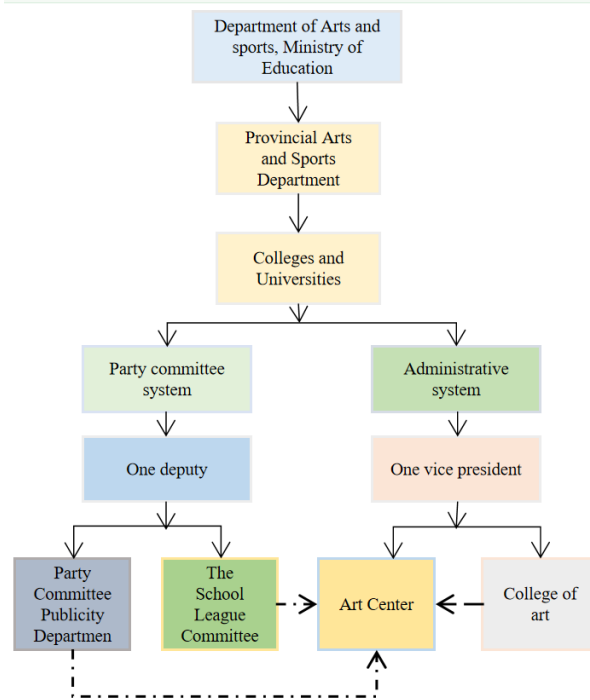 Department of Arts and
sports, Ministry of
Education
Provincial Arts
and Sports
Department
Colleges and
Universities
Party committee
system
Administrative
system
One deputy
One vice president
Party
Committee
Publicity
Departmen
The
School
League
Committee
Art Center
College of
art